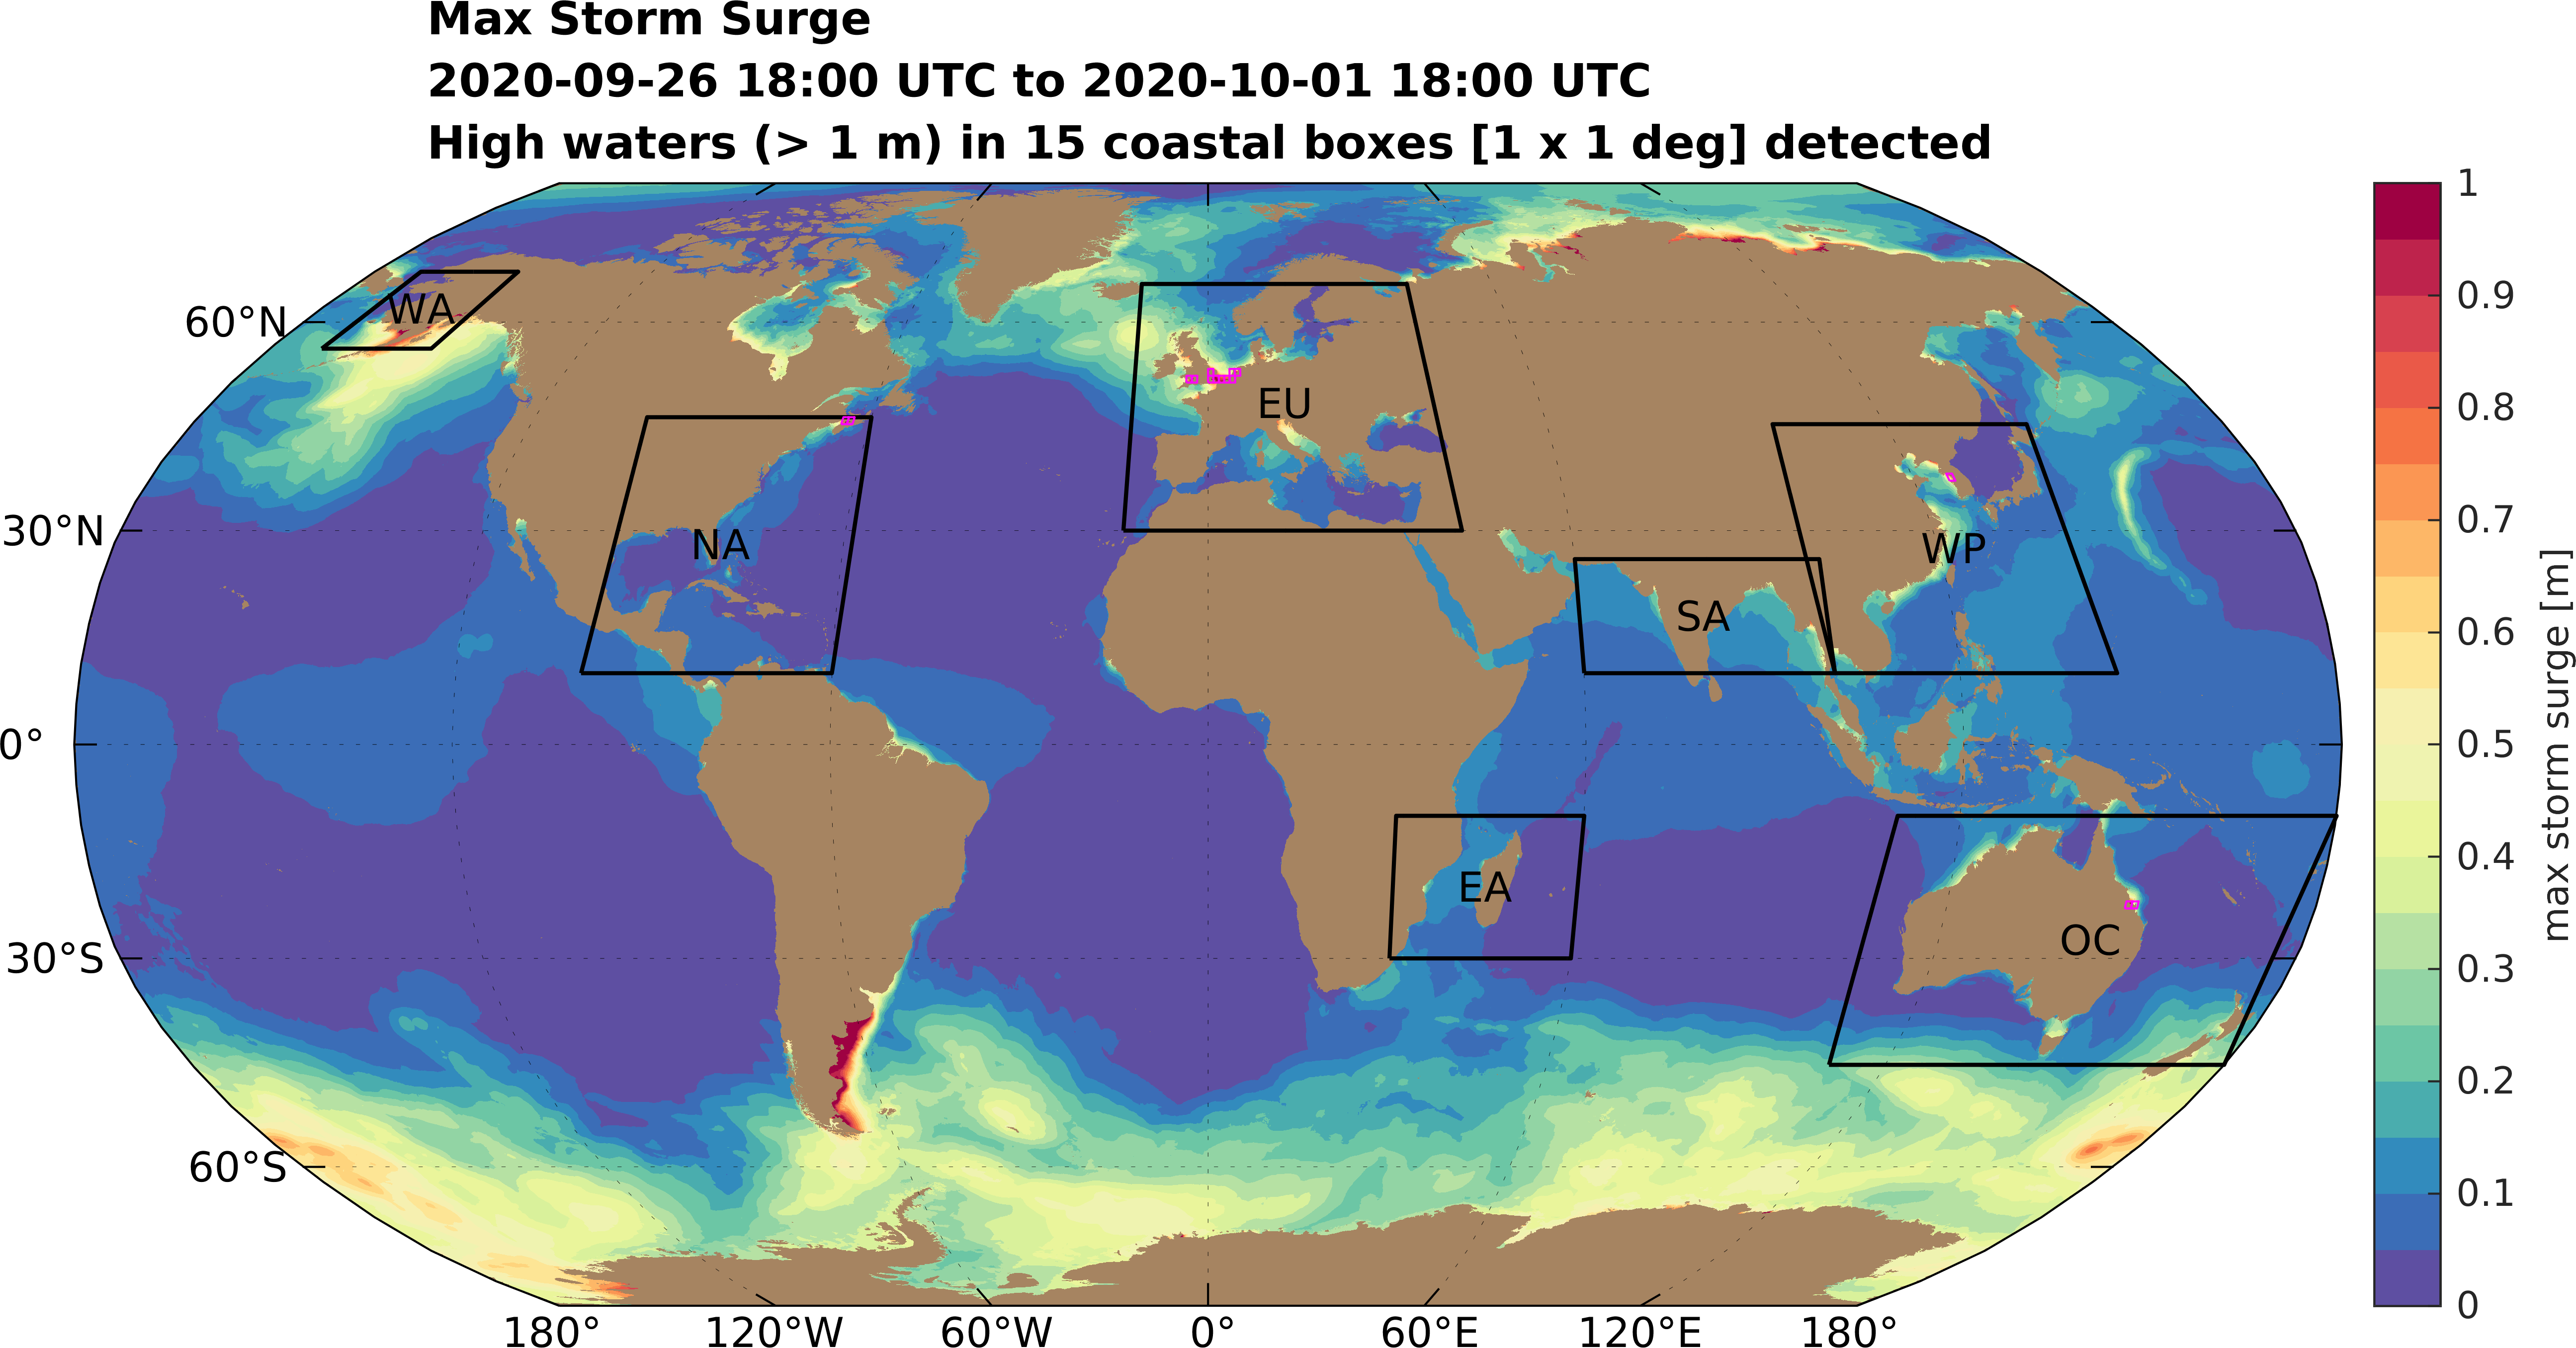 Max Storm Surge
2020-09-26 18:00 UTC to 2020-10-01 18:00 UTC
High waters (> 1 m) in 15 coastal boxes [1 x 1 deg] detected
60°N
30°N
0°
30°S
60°S
180°
120°W
60°W
0°
60°E
120°E
180°
WA
NA
EU
SA
WP
EA
OC
1
0.9
0.8
0.7
0.6
0.5
0.4
0.3
0.2
0.1
0
max storm surge [m]